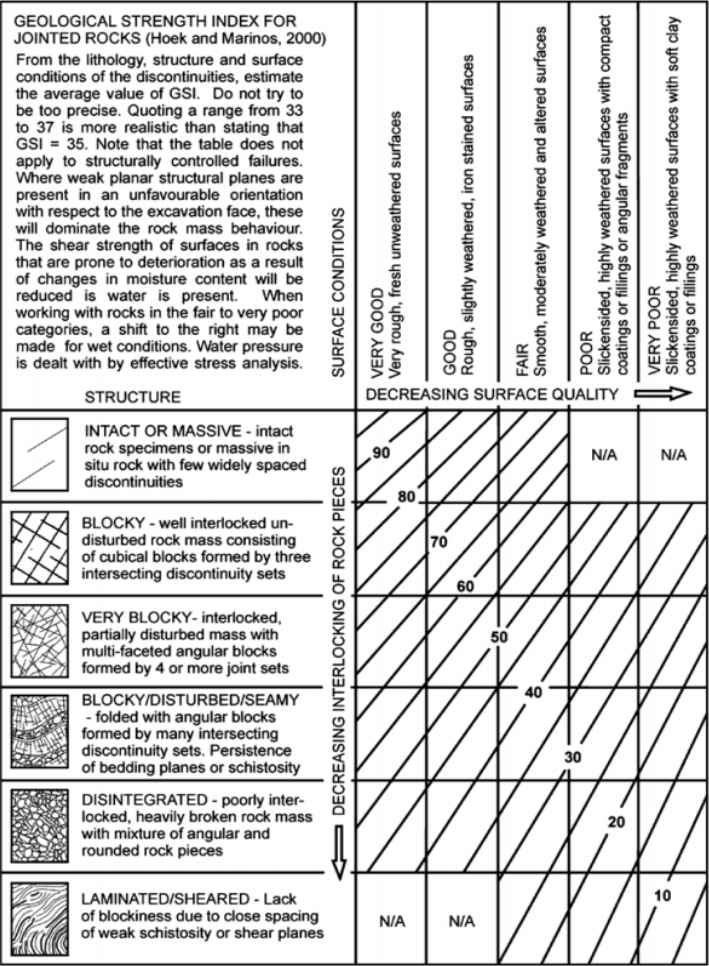 GEOLOGICAL STRENGTH INDEX FOR
JOINTED ROCKS (Hoek and Marinos, 2000)
From the lithology, structure and surface
conditions of the discontinuities, estimate
the average value of GSI. Do not try to
be too precise. Quoting a range from 33
to 37 is more realistic than stating that
GSI = 35. Note that the table does not
apply to structurally controlled failures.
Where weak planar structural planes are
present in an unfavourable orientation
with respect to the excavation face, these
will dominate the rock mass behaviour.
The shear strength of surfaces in rocks
that are prone to deterioration as a result
of changes in moisture content will be
reduced is water is present. When
working with rocks in the fair to very poor
categories, a shift to the right may be
made for wet conditions. Water pressure
is dealt with by effective stress analysis.
STRUCTURE
SURFACE CONDITIONS
VERY GOOD
Very rough, fresh unweathered surfaces
GOOD
Rough, slightly weathered, iron stained surfaces
FAIR
Smooth, moderately weathered and altered surfaces
POOR
Slickensided, highly weathered surfaces with compact
coatings or fillings or angular fragments
VERY POOR
Slickensided, highly weathered surfaces with soft clay
coatings or fillings
DECREASING SURFACE QUALITY
DECREASING INTERLOCKING OF ROCK PIECES
INTACT OR MASSIVE - intact
rock specimens or massive in
situ rock with few widely spaced
discontinuities
90
80
N/A
N/A
BLOCKY - well interlocked un-
disturbed rock mass consisting
of cubical blocks formed by three
intersecting discontinuity sets
70
60
VERY BLOCKY- interlocked,
partially disturbed mass with
multi-faceted angular blocks
formed by 4 or more joint sets
50
40
BLOCKY/DISTURBED/SEAMY
- folded with angular blocks
formed by many intersecting
discontinuity sets. Persistence
of bedding planes or schistosity
30
DISINTEGRATED - poorly inter-
locked, heavily broken rock mass
with mixture of angular and
rounded rock pieces
20
LAMINATED/SHEARED - Lack
of blockiness due to close spacing
of weak schistosity or shear planes
N/A
N/A
10